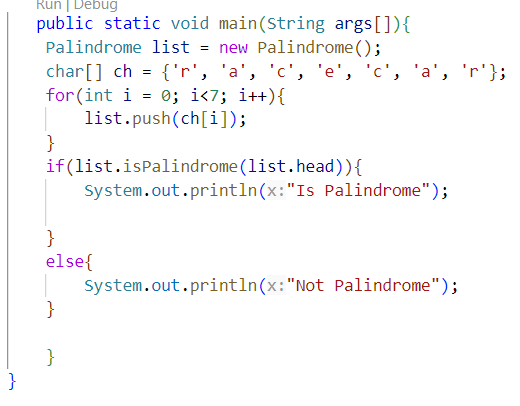 Run | Debug
public static void main(String args[]){
Palindrome list = new Palindrome();
char[] ch = {'r', 'a', 'c', 'e', 'c', 'a', 'r'};
for(int i = 0; i<7; i++){
list.push(ch[i]);
}
if(list.isPalindrome(list.head)){
System.out.println(x:"Is Palindrome");
}
else{
System.out.println(x:"Not Palindrome");
}
}
}